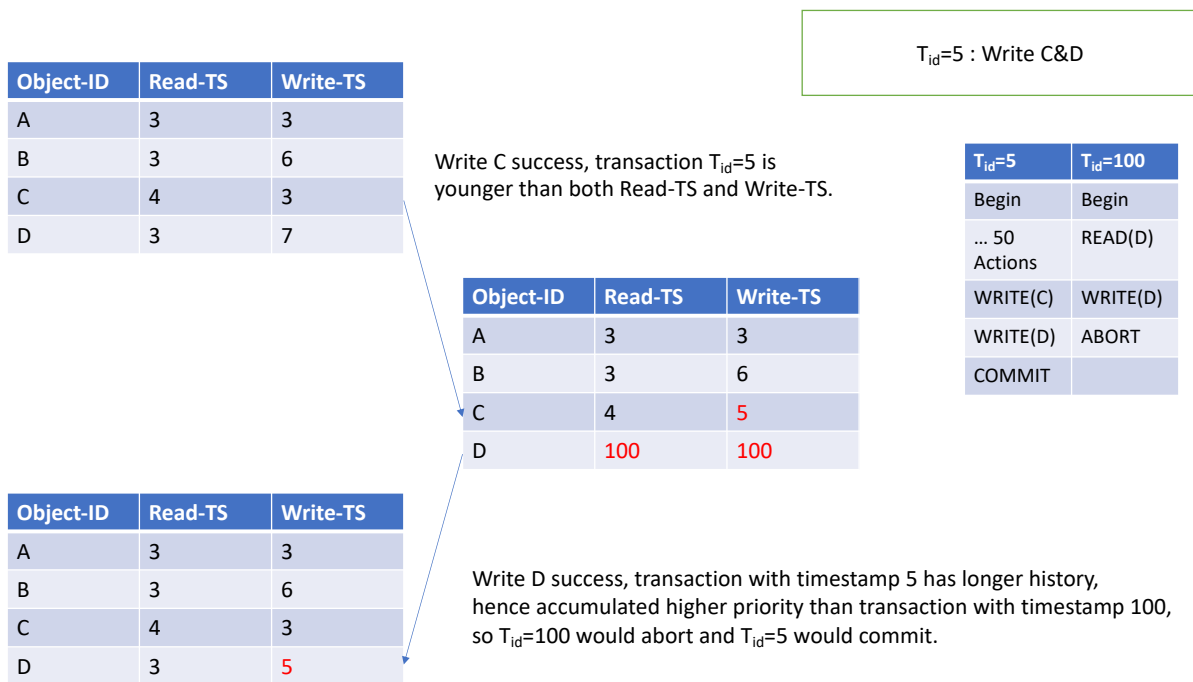 T_id=5 : Write C&D
Object-ID Read-TS Write-TS
A 3 3
B 3 6
C 4 3
D 3 7
Write C success, transaction T_id=5 is
younger than both Read-TS and Write-TS.
T_id=5 T_id=100
Begin Begin
... 50 READ(D)
Actions
WRITE(C) WRITE(D)
WRITE(D) ABORT
COMMIT
Object-ID Read-TS Write-TS
A 3 3
B 3 6
C 4 5
D 100 100
Object-ID Read-TS Write-TS
A 3 3
B 3 6
C 4 3
D 3 5
Write D success, transaction with timestamp 5 has longer history,
hence accumulated higher priority than transaction with timestamp 100,
so T_id=100 would abort and T_id=5 would commit.